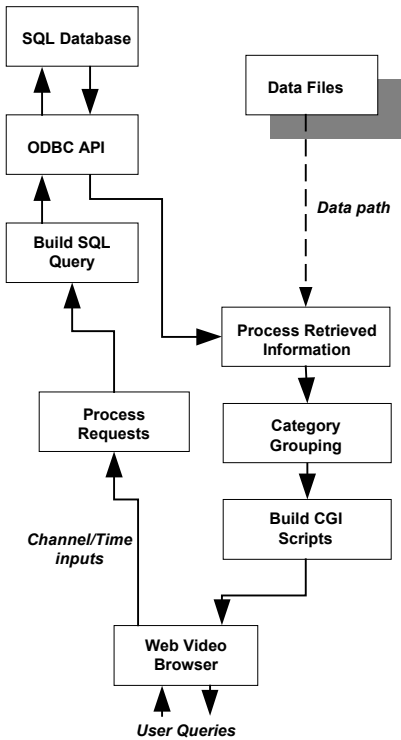 SQL Database
Data Files
ODBC API
Data path
Build SQL
Query
Process Retrieved
Information
Process
Requests
Category
Grouping
Channel/Time
inputs
Build CGI
Scripts
Web Video
Browser
User Queries